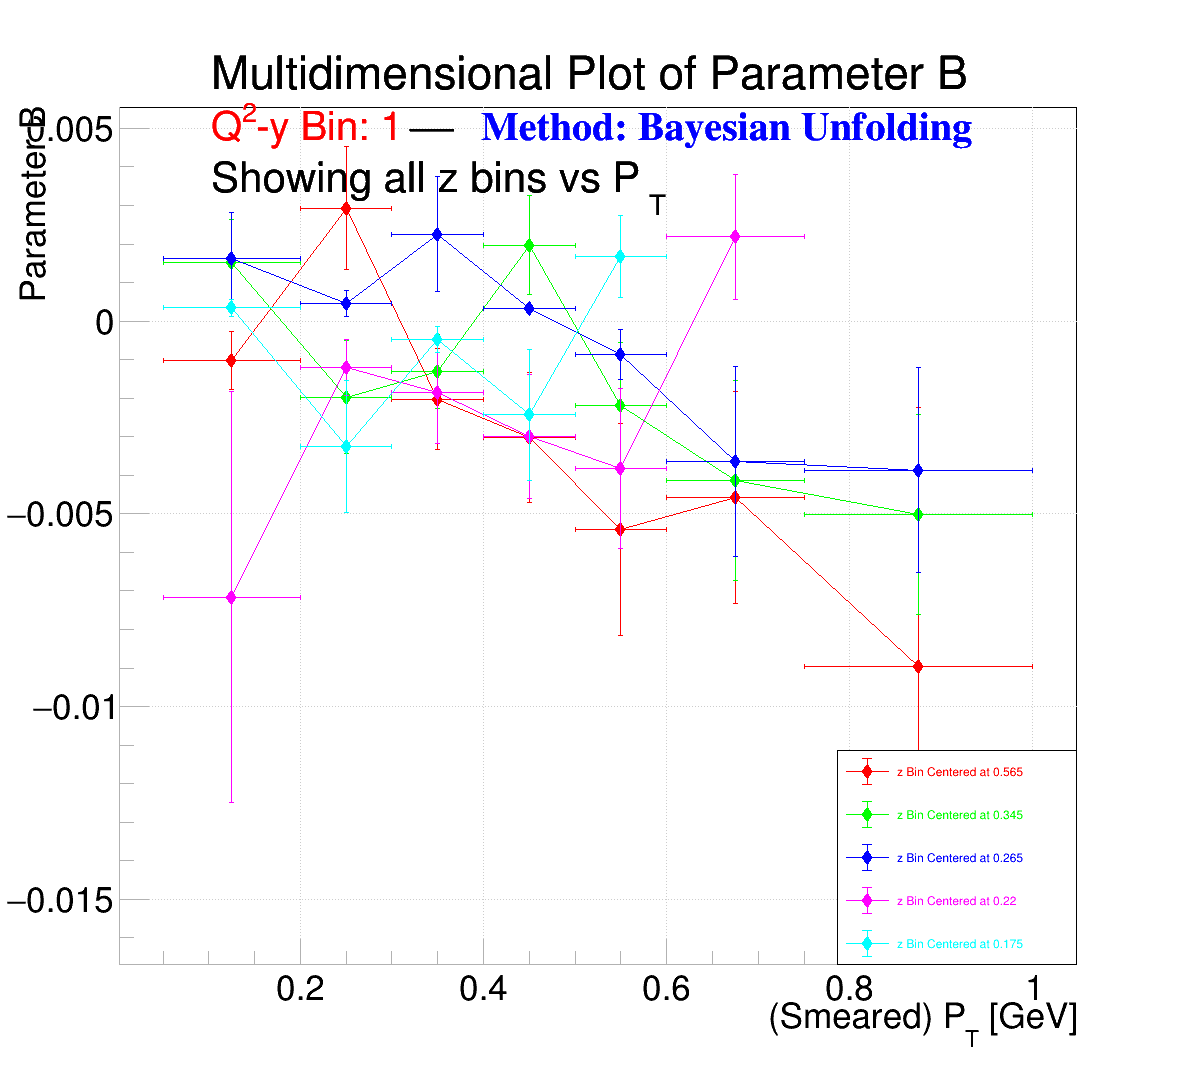 Multidimensional Plot of Parameter B
Q²-y Bin: 1 — Method: Bayesian Unfolding
Showing all z bins vs P_T
Parameter B
0.005
0
−0.005
−0.01
−0.015
z Bin Centered at 0.565
z Bin Centered at 0.345
z Bin Centered at 0.265
z Bin Centered at 0.22
z Bin Centered at 0.175
0.2 0.4 0.6 0.8 1
(Smeared) P_T [GeV]